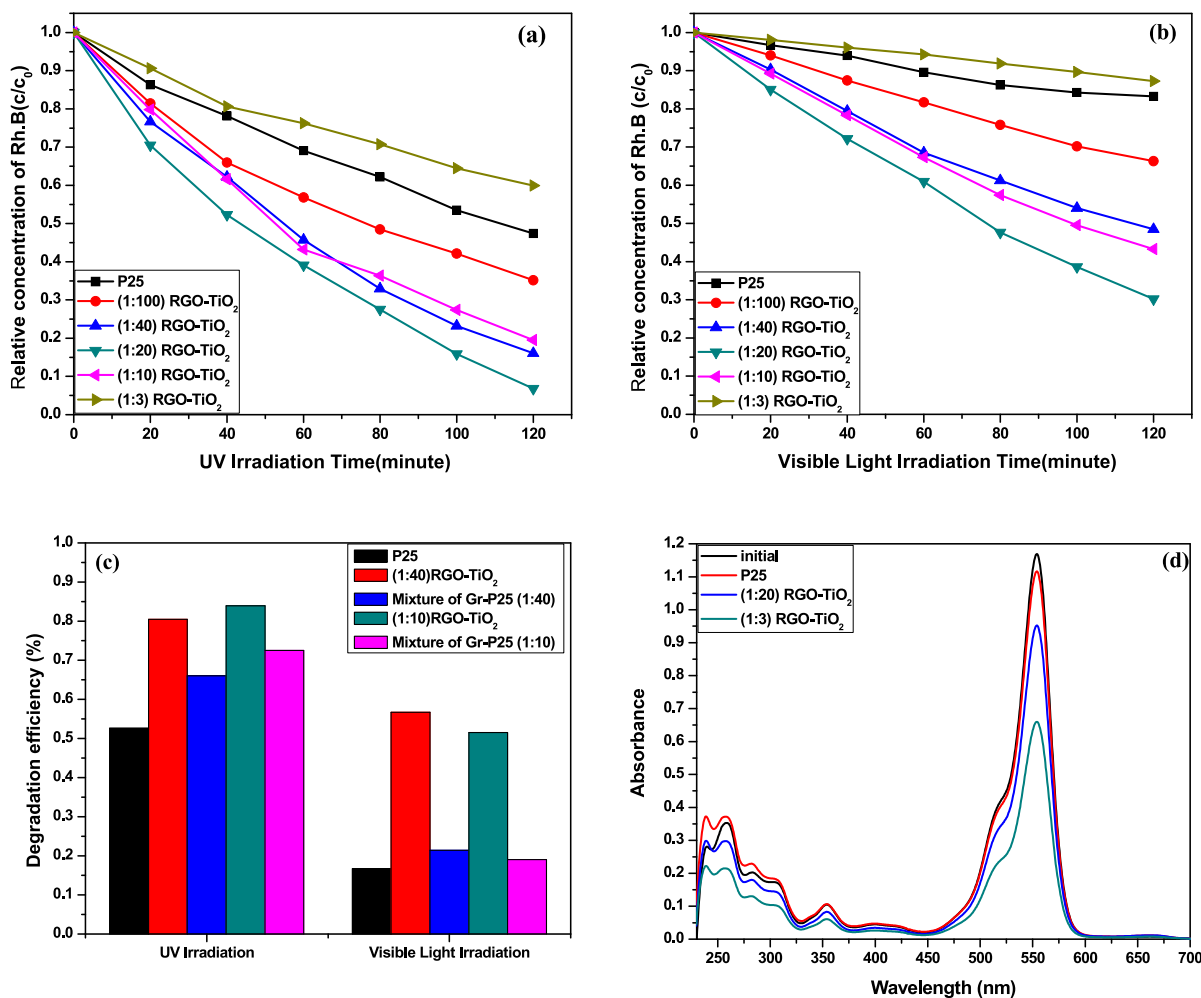 (a)
Relative concentration of Rh.B(c/c₀)
1.0
0.9
0.8
0.7
0.6
0.5
0.4
0.3
0.2
0.1
0.0
P25
(1:100) RGO-TiO₂
(1:40) RGO-TiO₂
(1:20) RGO-TiO₂
(1:10) RGO-TiO₂
(1:3) RGO-TiO₂
0 20 40 60 80 100 120
UV Irradiation Time(minute)
(b)
Relative concentration of Rh.B (c/c₀)
1.0
0.9
0.8
0.7
0.6
0.5
0.4
0.3
0.2
0.1
0.0
P25
(1:100) RGO-TiO₂
(1:40) RGO-TiO₂
(1:20) RGO-TiO₂
(1:10) RGO-TiO₂
(1:3) RGO-TiO₂
0 20 40 60 80 100 120
Visible Light Irradiation Time(minute)
(c)
Degradation efficiency (%)
1.0
0.9
0.8
0.7
0.6
0.5
0.4
0.3
0.2
0.1
0.0
P25
(1:40)RGO-TiO₂
Mixture of Gr-P25 (1:40)
(1:10)RGO-TiO₂
Mixture of Gr-P25 (1:10)
UV Irradiation Visible Light Irradiation
(d)
Absorbance
1.2
1.1
1.0
0.9
0.8
0.7
0.6
0.5
0.4
0.3
0.2
0.1
0.0
initial
P25
(1:20) RGO-TiO₂
(1:3) RGO-TiO₂
250 300 350 400 450 500 550 600 650 700
Wavelength (nm)